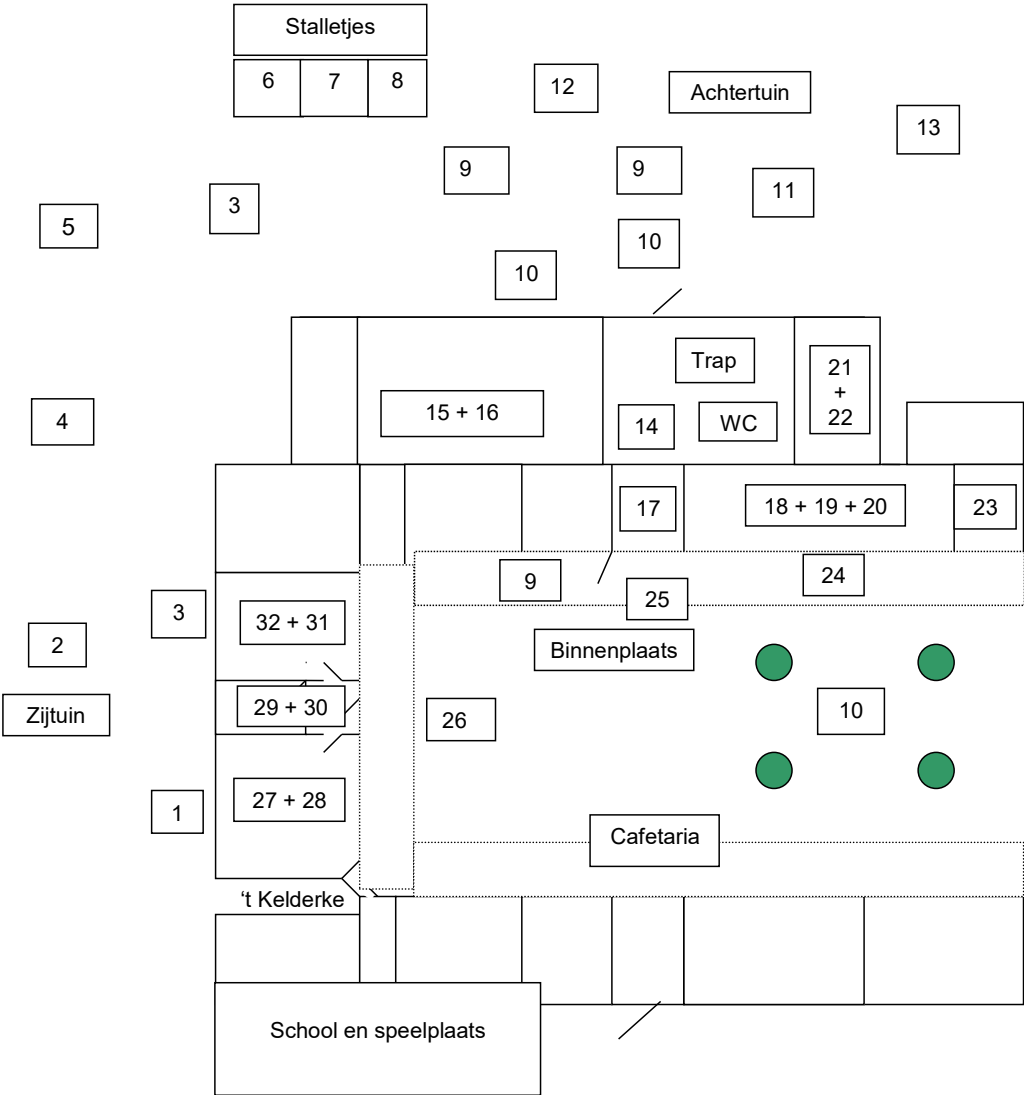 Stalletjes
6 7 8
12
Achtertuin
13
9
9
11
3
5
10
10
Trap
21
+
22
15 + 16
14
WC
4
17
18 + 19 + 20
23
9
24
25
3
32 + 31
2
Binnenplaats
29 + 30
26
10
Zijtuin
27 + 28
1
Cafetaria
‘t Kelderke
School en speelplaats